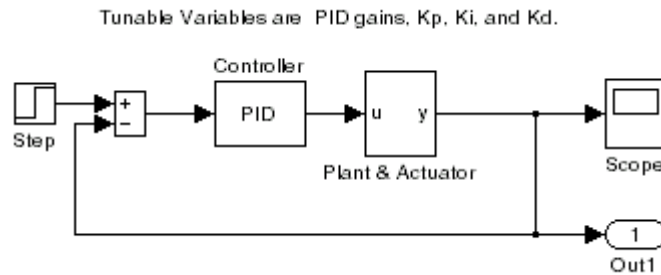 Tunable Variables are PID gains, Kp, Ki, and Kd.
Controller
+
−
PID
u y
Step
Plant & Actuator
Scope
1
Out1